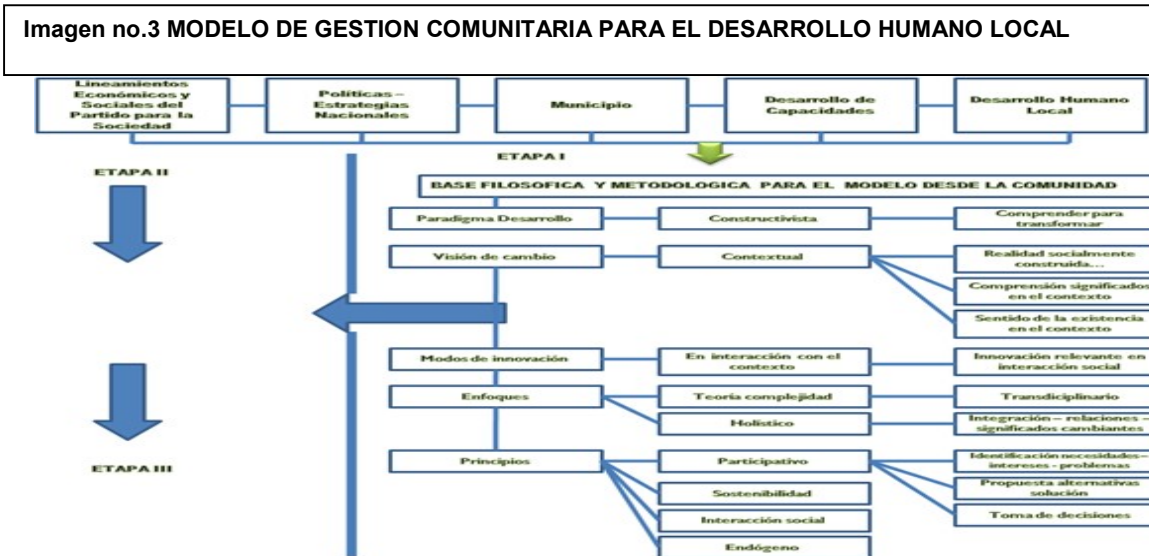 Imagen no.3 MODELO DE GESTION COMUNITARIA PARA EL DESARROLLO HUMANO LOCAL
Lineamientos
Económicos y
Sociales del
Partido para la
Sociedad
Políticas –
Estrategias
Nacionales
Municipio
Desarrollo de
Capacidades
Desarrollo Humano
Local
ETAPA I
ETAPA II
BASE FILOSOFICA Y METODOLOGICA PARA EL MODELO DESDE LA COMUNIDAD
Paradigma Desarrollo
Constructivista
Comprender para
transformar
Visión de cambio
Contextual
Realidad socialmente
construida...
Comprensión significados
en el contexto
Sentido de la existencia
en el contexto
Modos de innovación
En interacción con el
contexto
Innovación relevante en
interacción social
Enfoques
Teoría complejidad
Transdiciplinario
Holístico
Integración – relaciones –
significados cambiantes
ETAPA III
Principios
Participativo
Identificación necesidades–
intereses - problemas
Sostenibilidad
Propuesta alternativas
solución
Interacción social
Toma de decisiones
Endógeno